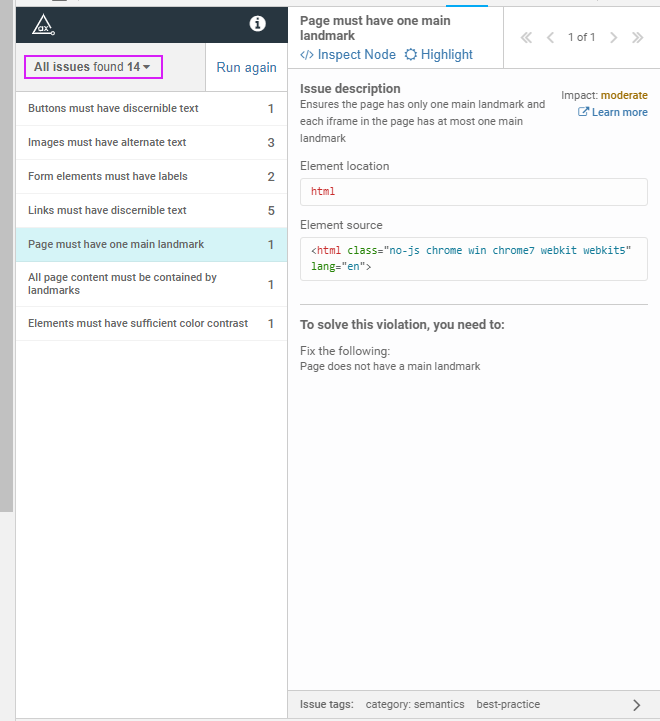 ax
All issues found 14
Run again
Buttons must have discernible text 1
Images must have alternate text 3
Form elements must have labels 2
Links must have discernible text 5
Page must have one main landmark 1
All page content must be contained by
landmarks 1
Elements must have sufficient color contrast 1
Page must have one main
landmark
</> Inspect Node Highlight
1 of 1
Issue description
Ensures the page has only one main landmark and
each iframe in the page has at most one main
landmark
Impact: moderate
Learn more
Element location
html
Element source
<html class="no-js chrome win chrome7 webkit webkit5"
lang="en">
To solve this violation, you need to:
Fix the following:
Page does not have a main landmark
Issue tags: category: semantics best-practice